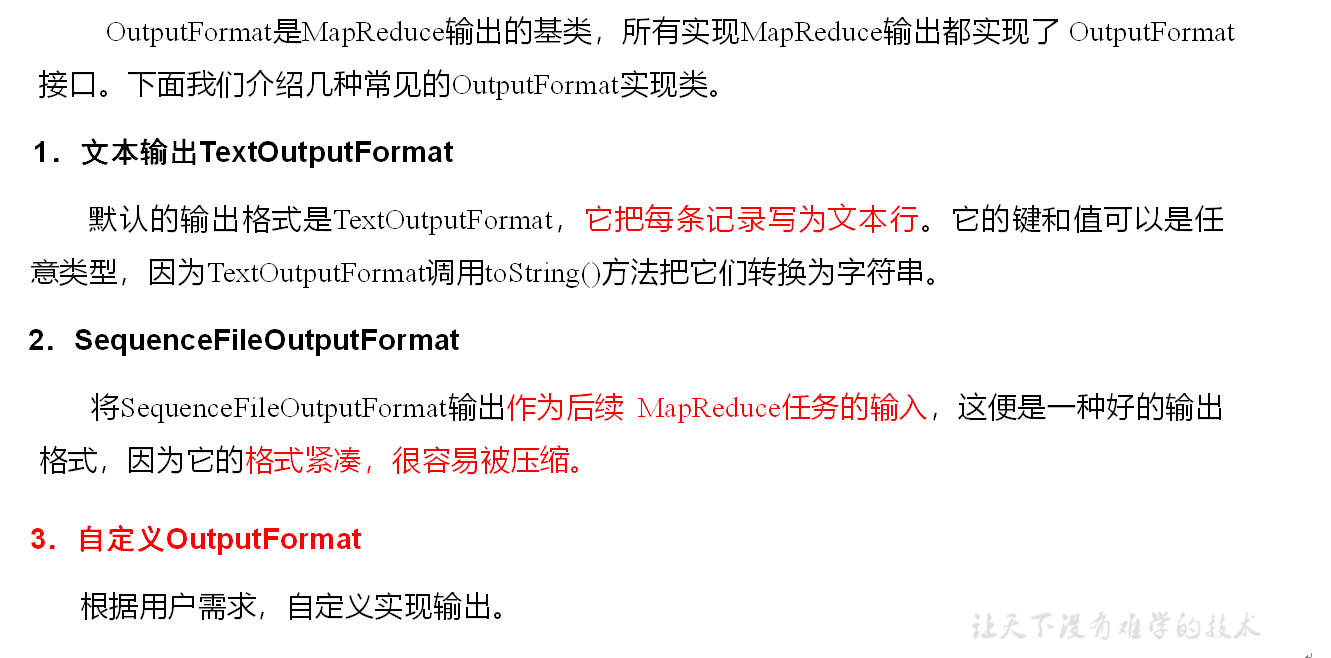 OutputFormat是MapReduce输出的基类，所有实现MapReduce输出都实现了 OutputFormat
接口。下面我们介绍几种常见的OutputFormat实现类。
1．文本输出TextOutputFormat
默认的输出格式是TextOutputFormat，它把每条记录写为文本行。它的键和值可以是任
意类型，因为TextOutputFormat调用toString()方法把它们转换为字符串。
2．SequenceFileOutputFormat
将SequenceFileOutputFormat输出作为后续 MapReduce任务的输入，这便是一种好的输出
格式，因为它的格式紧凑，很容易被压缩。
3．自定义OutputFormat
根据用户需求，自定义实现输出。
让天下没有难学的技术